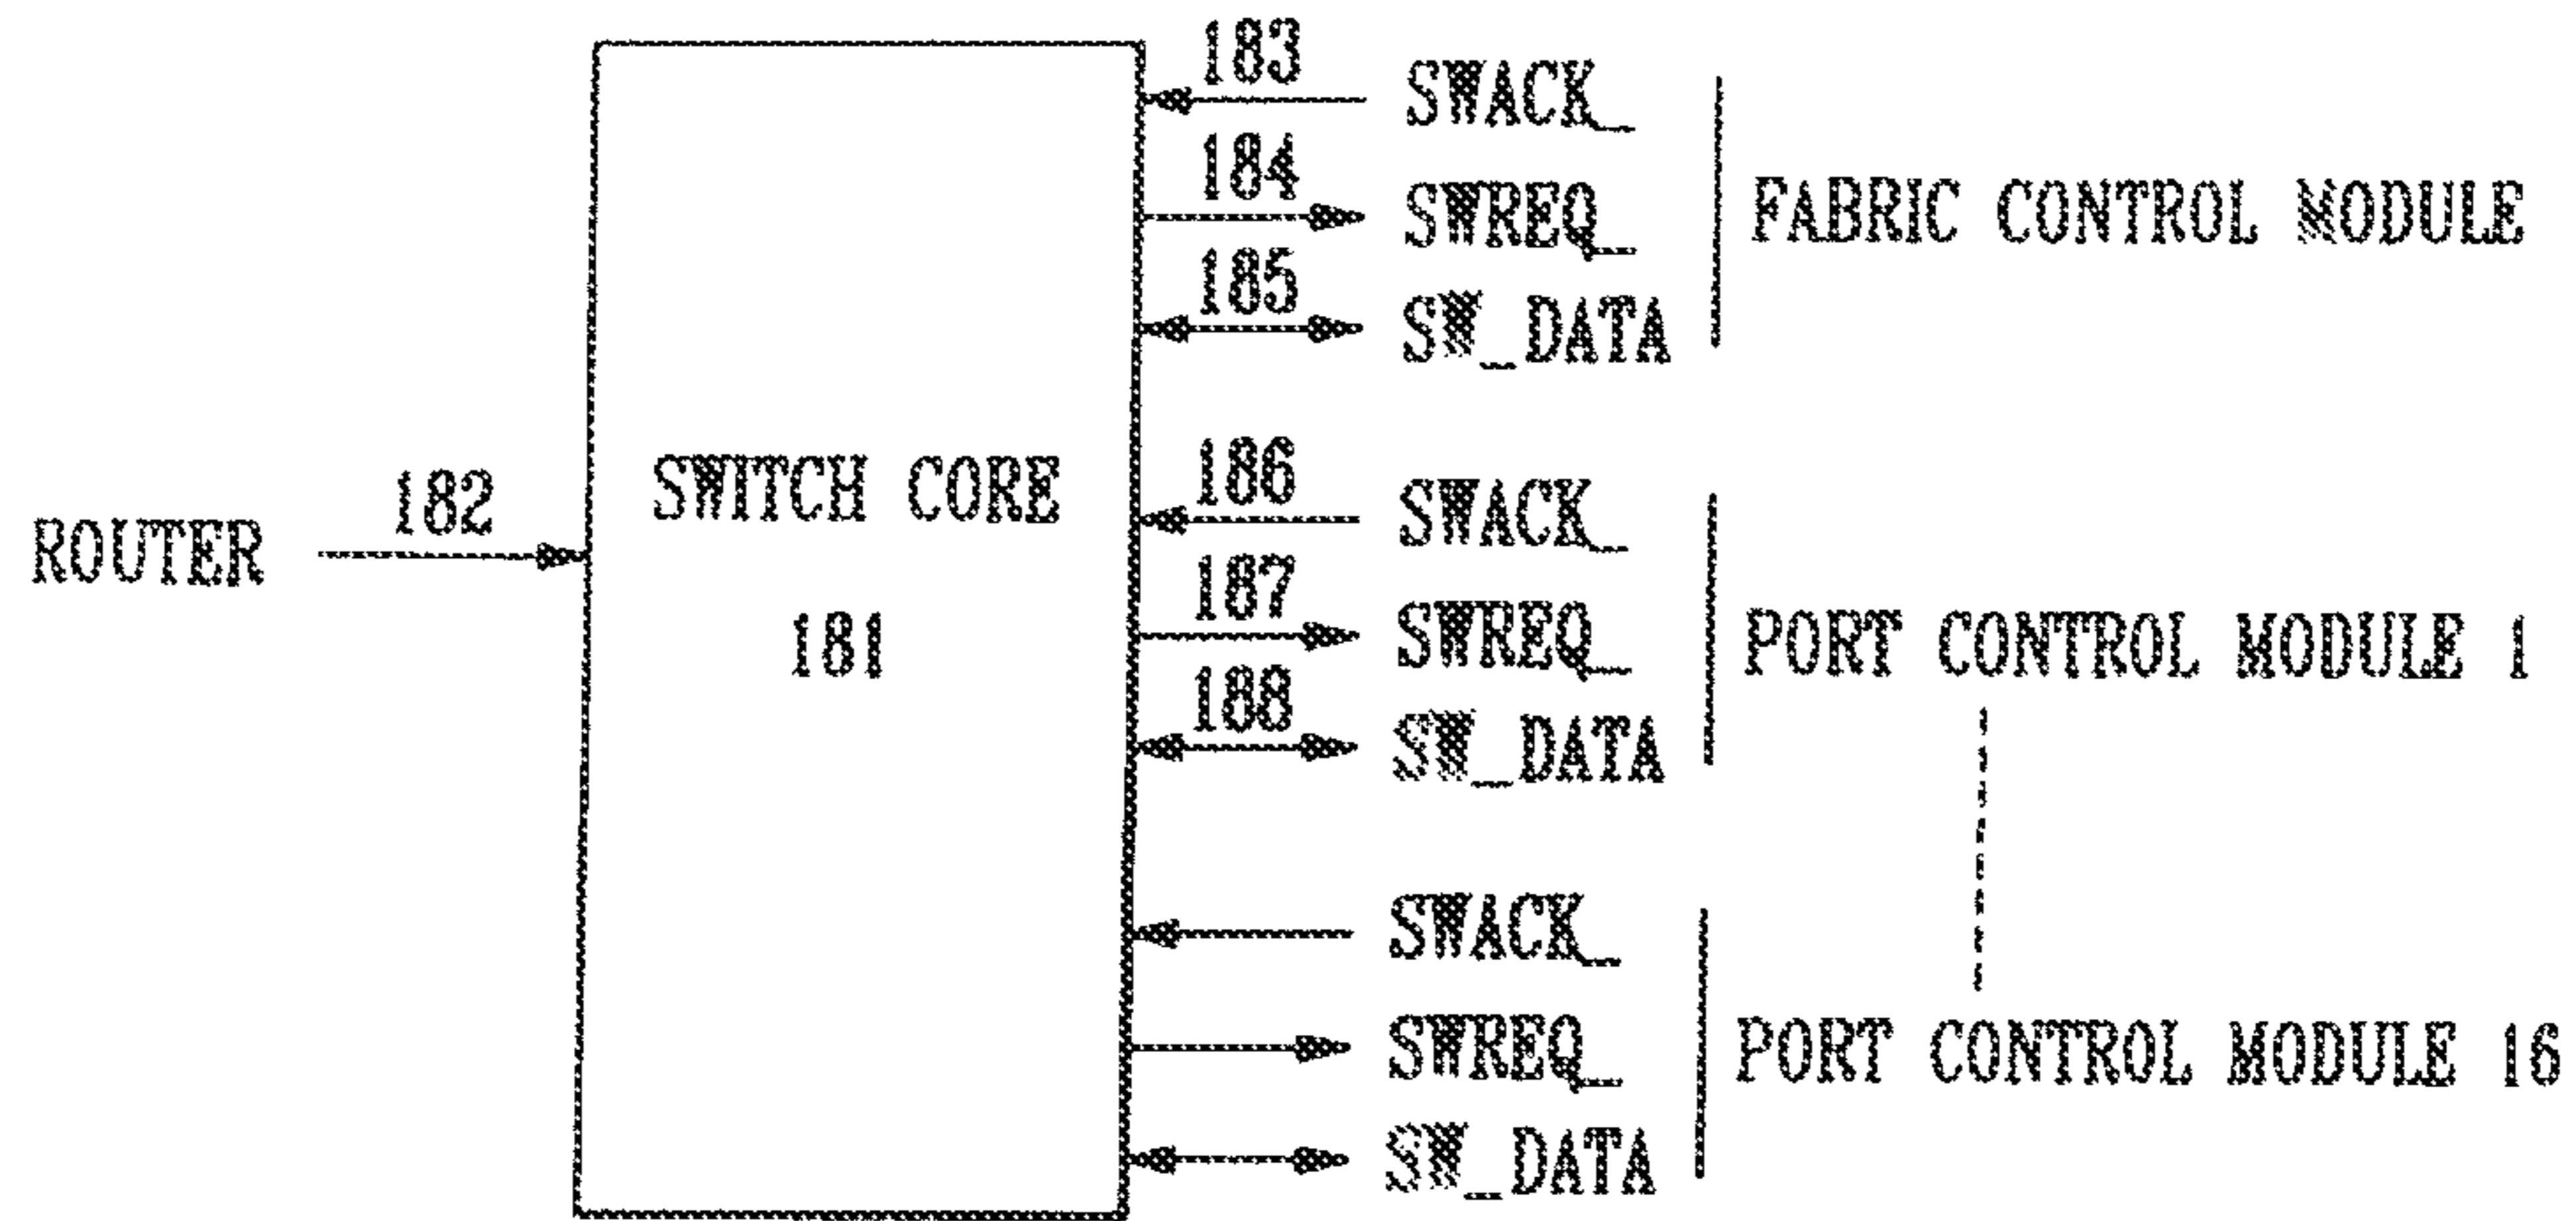 183
SWACK_
184
SWREQ_
FABRIC CONTROL MODULE
185
SW_DATA
ROUTER
182
SWITCH CORE
181
186
SWACK_
187
SWREQ_
PORT CONTROL MODULE 1
188
SW_DATA
SWACK_
SWREQ_
PORT CONTROL MODULE 16
SW_DATA